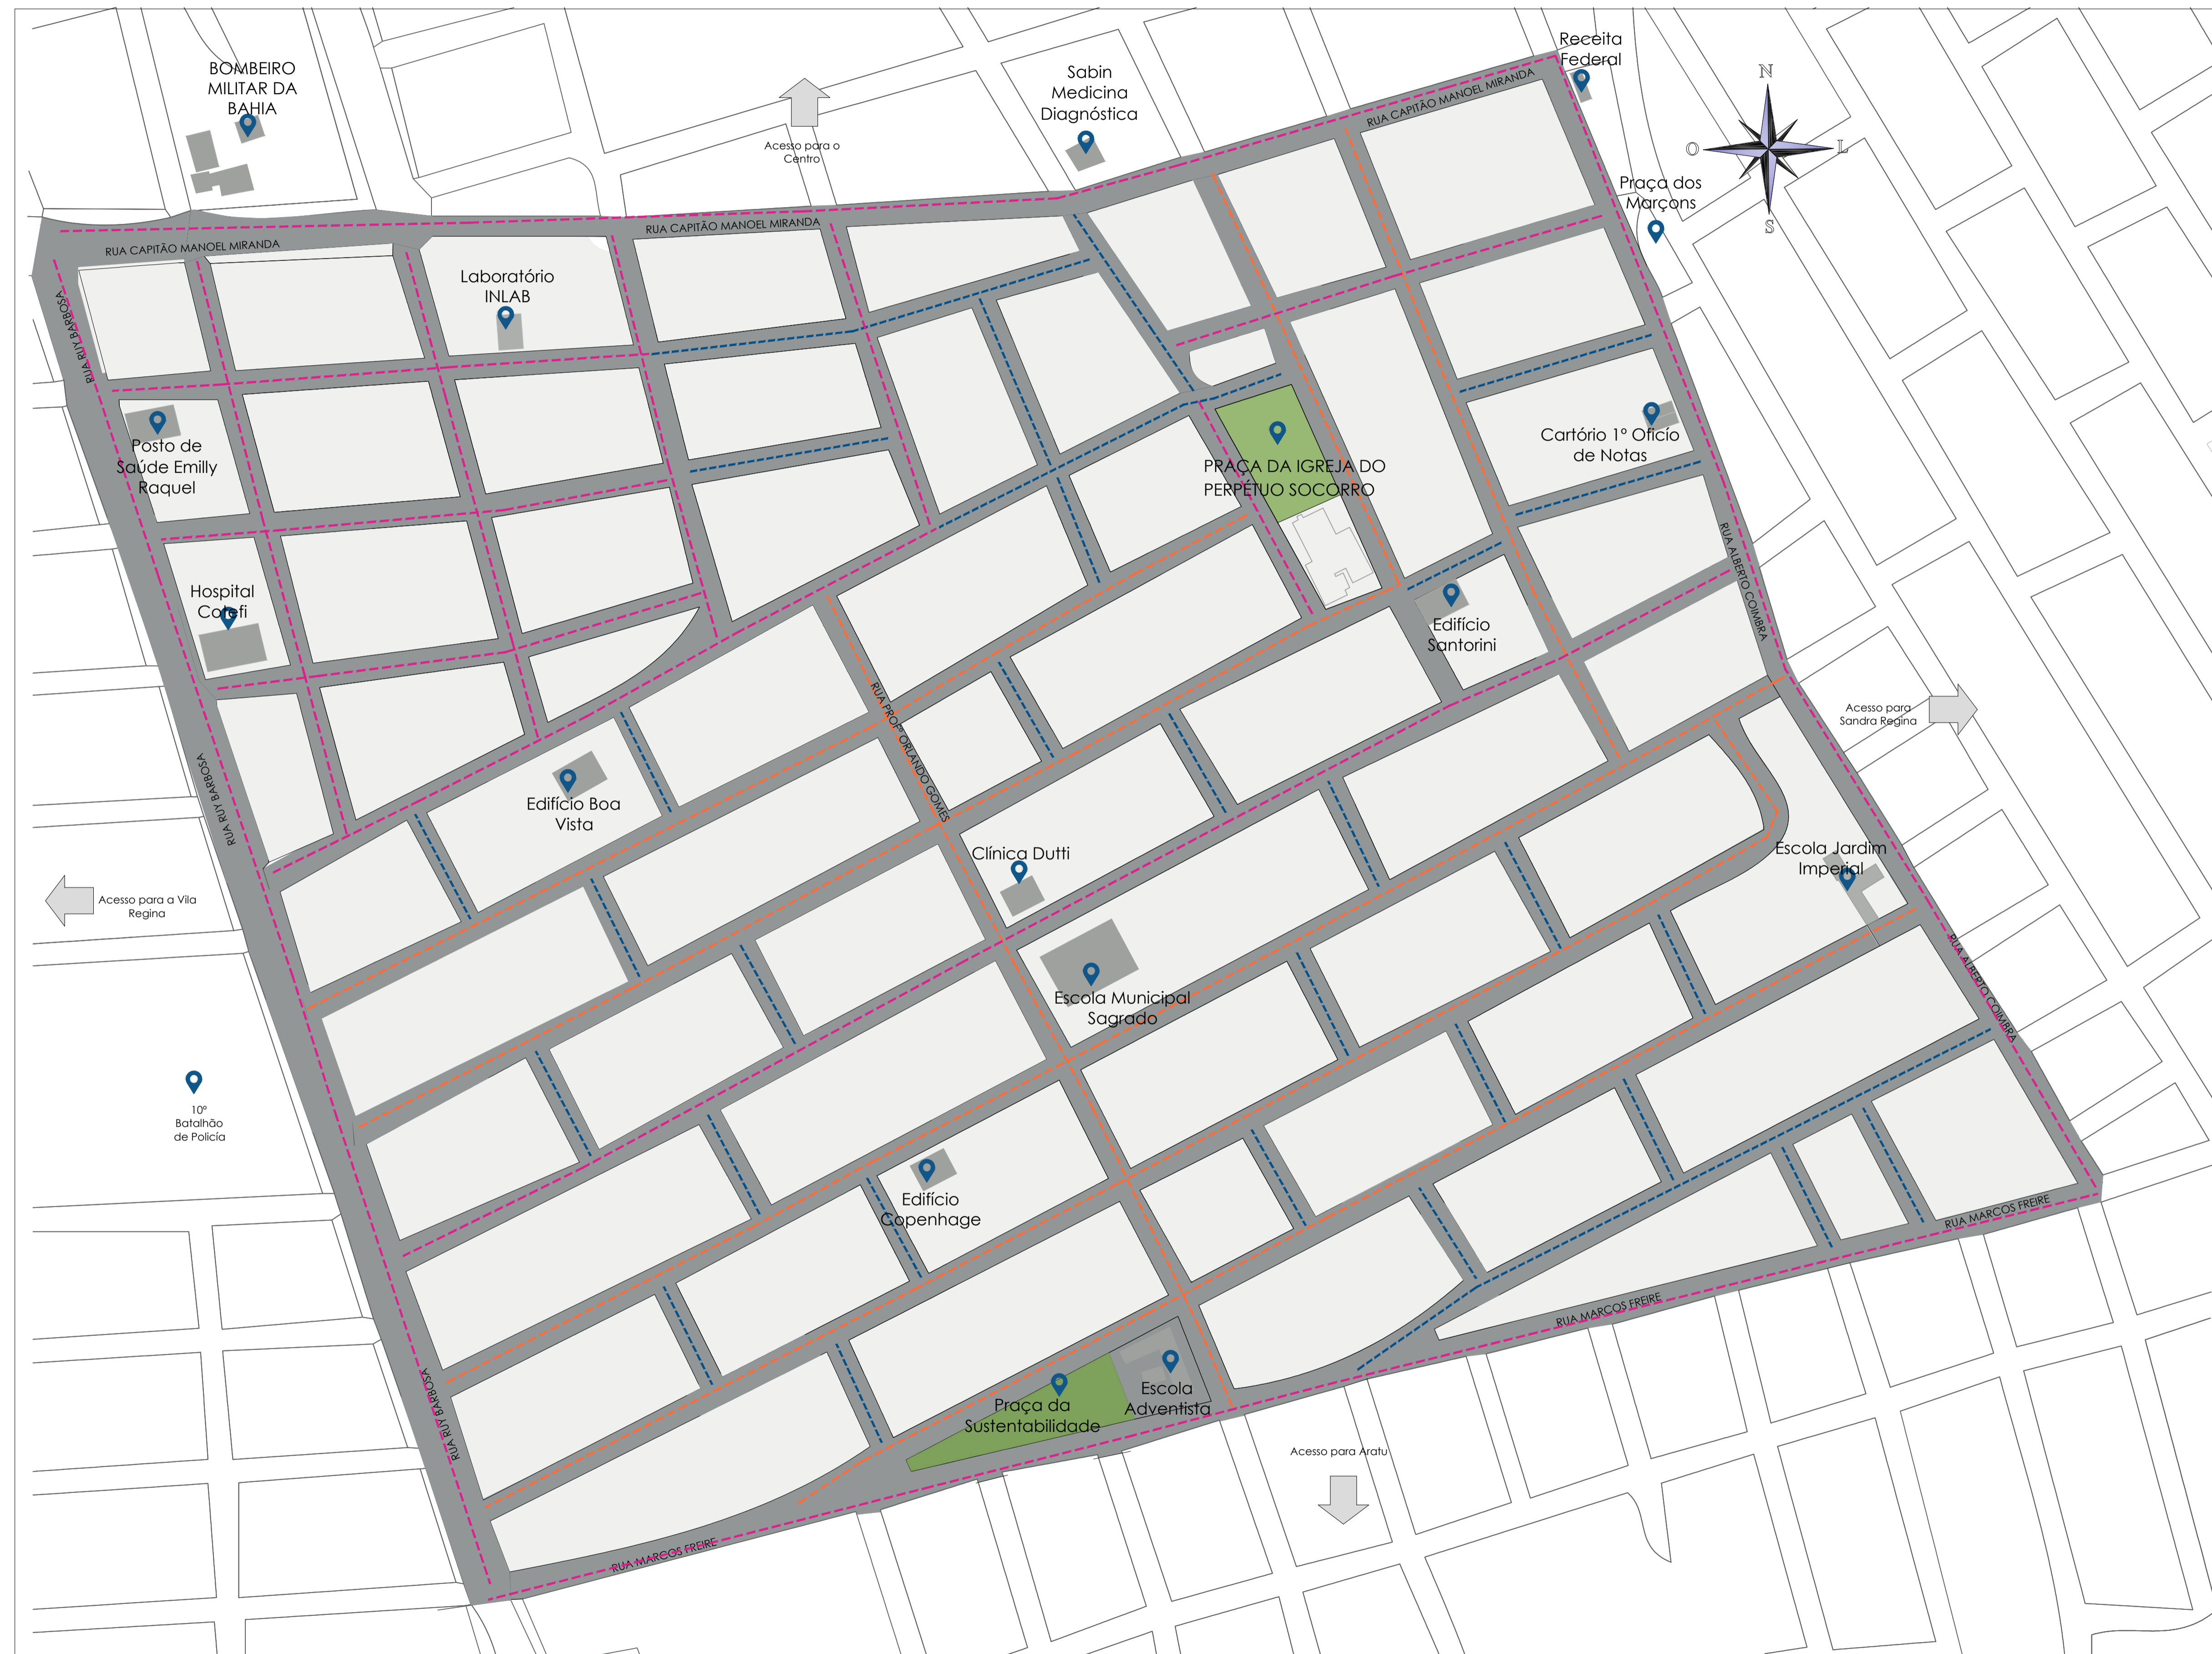 BOMBEIRO
MILITAR DA
BAHIA
Acesso para o
Centro
Sabin
Medicina
Diagnóstica
Receita
Federal
RUA CAPITÃO MANOEL MIRANDA
N
O
L
S
Praça dos
Marçons
RUA CAPITÃO MANOEL MIRANDA
RUA CAPITÃO MANOEL MIRANDA
RUA RUY BARBOSA
Laboratório
INLAB
Posto de
Saúde Emilly
Raquel
PRAÇA DA IGREJA DO
PERPÉTUO SOCORRO
Cartório 1º Ofício
de Notas
RUA ALBERTO COIMBRA
Hospital
Cotefi
Edifício
Santorini
RUA PROFº ORLANDO GOMES
Acesso para
Sandra Regina
RUA RUY BARBOSA
Edifício Boa
Vista
Clínica Dutti
Escola Jardim
Imperial
Acesso para a Vila
Regina
Escola Municipal
Sagrado
RUA ALBERTO COIMBRA
10º
Batalhão
de Polícia
Edifício
Copenhage
RUA MARCOS FREIRE
RUA MARCOS FREIRE
RUA RUY BARBOSA
Praça da
Sustentabilidade
Escola
Adventista
Acesso para Aratu
RUA MARCOS FREIRE